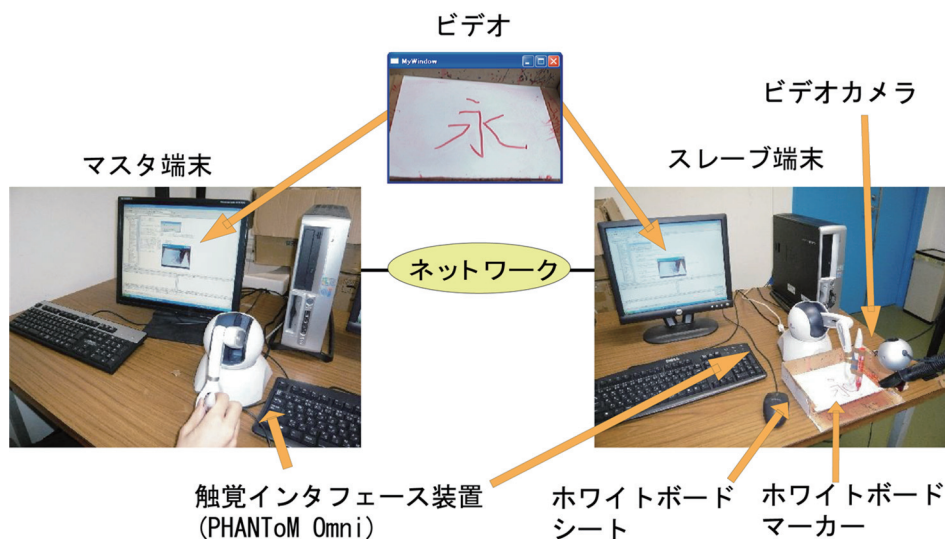 ビデオ
MyWindow
永
ビデオカメラ
マスタ端末
スレーブ端末
ネットワーク
DELL
永
触覚インタフェース装置
(PHANToM Omni)
ホワイトボード
シート
ホワイトボード
マーカー